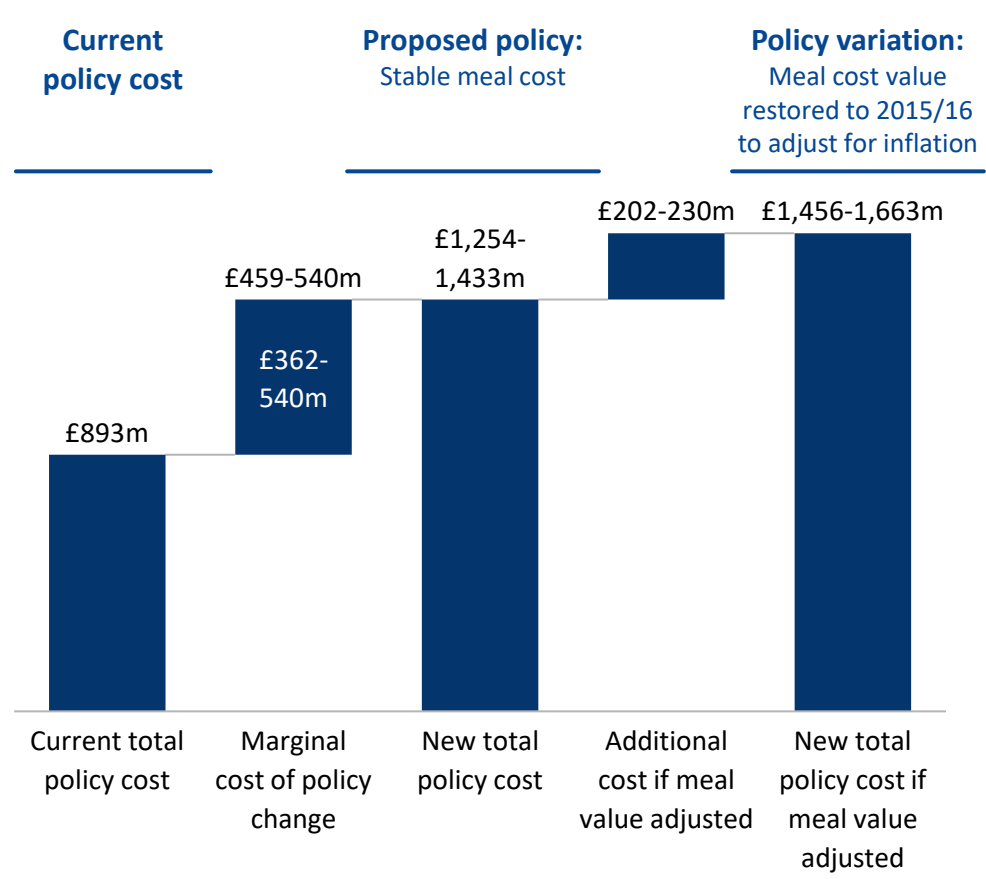 Current
policy cost
Proposed policy:
Stable meal cost
Policy variation:
Meal cost value
restored to 2015/16
to adjust for inflation
£893m
£459-540m
£362-
540m
£1,254-
1,433m
£202-230m
£1,456-1,663m
Current total
policy cost
Marginal
cost of policy
change
New total
policy cost
Additional
cost if meal
value adjusted
New total
policy cost if
meal value
adjusted